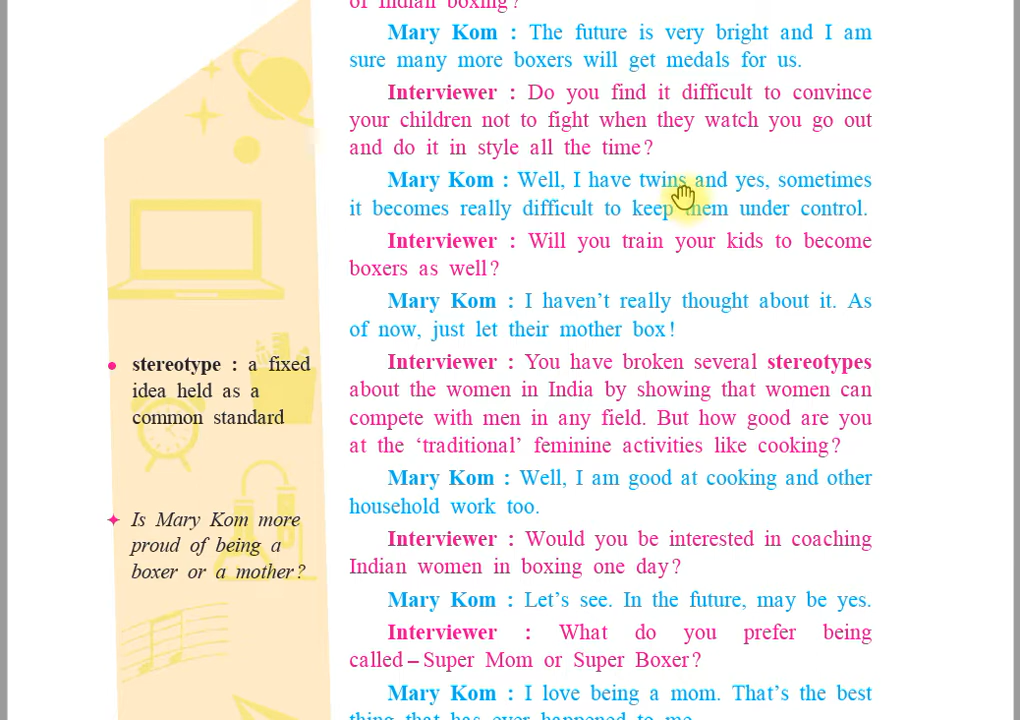 of Indian boxing?
Mary Kom : The future is very bright and I am
sure many more boxers will get medals for us.
Interviewer : Do you find it difficult to convince
your children not to fight when they watch you go out
and do it in style all the time?
Mary Kom : Well, I have twins and yes, sometimes
it becomes really difficult to keep them under control.
Interviewer : Will you train your kids to become
boxers as well?
Mary Kom : I haven't really thought about it. As
of now, just let their mother box!
Interviewer : You have broken several stereotypes
about the women in India by showing that women can
compete with men in any field. But how good are you
at the 'traditional' feminine activities like cooking?
Mary Kom : Well, I am good at cooking and other
household work too.
Interviewer : Would you be interested in coaching
Indian women in boxing one day?
Mary Kom : Let's see. In the future, may be yes.
Interviewer : What do you prefer being
called – Super Mom or Super Boxer?
Mary Kom : I love being a mom. That's the best
thing that has ever happened to me.
stereotype : a fixed
idea held as a
common standard
Is Mary Kom more
proud of being a
boxer or a mother?